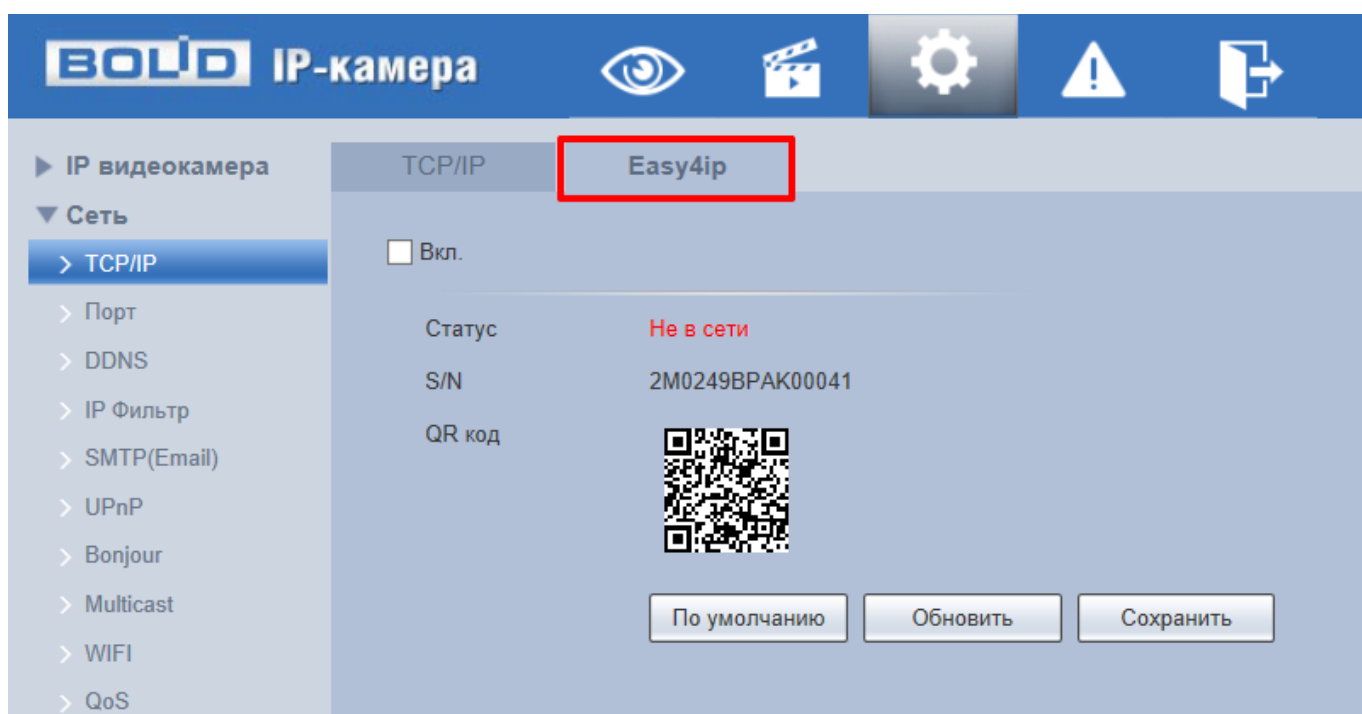 BOLID IP-камера
IP видеокамера
TCP/IP
Easy4ip
Сеть
TCP/IP
Вкл.
Порт
Статус
Не в сети
DDNS
S/N
2M0249BPAK00041
IP Фильтр
QR код
SMTP(Email)
UPnP
Bonjour
Multicast
По умолчанию
Обновить
Сохранить
WIFI
QoS